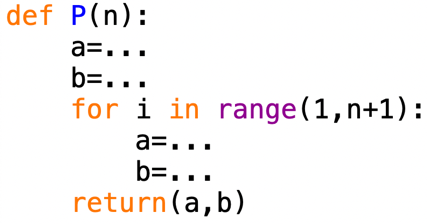 def P(n):
    a=...
    b=...
    for i in range(1,n+1):
        a=...
        b=...
    return(a,b)